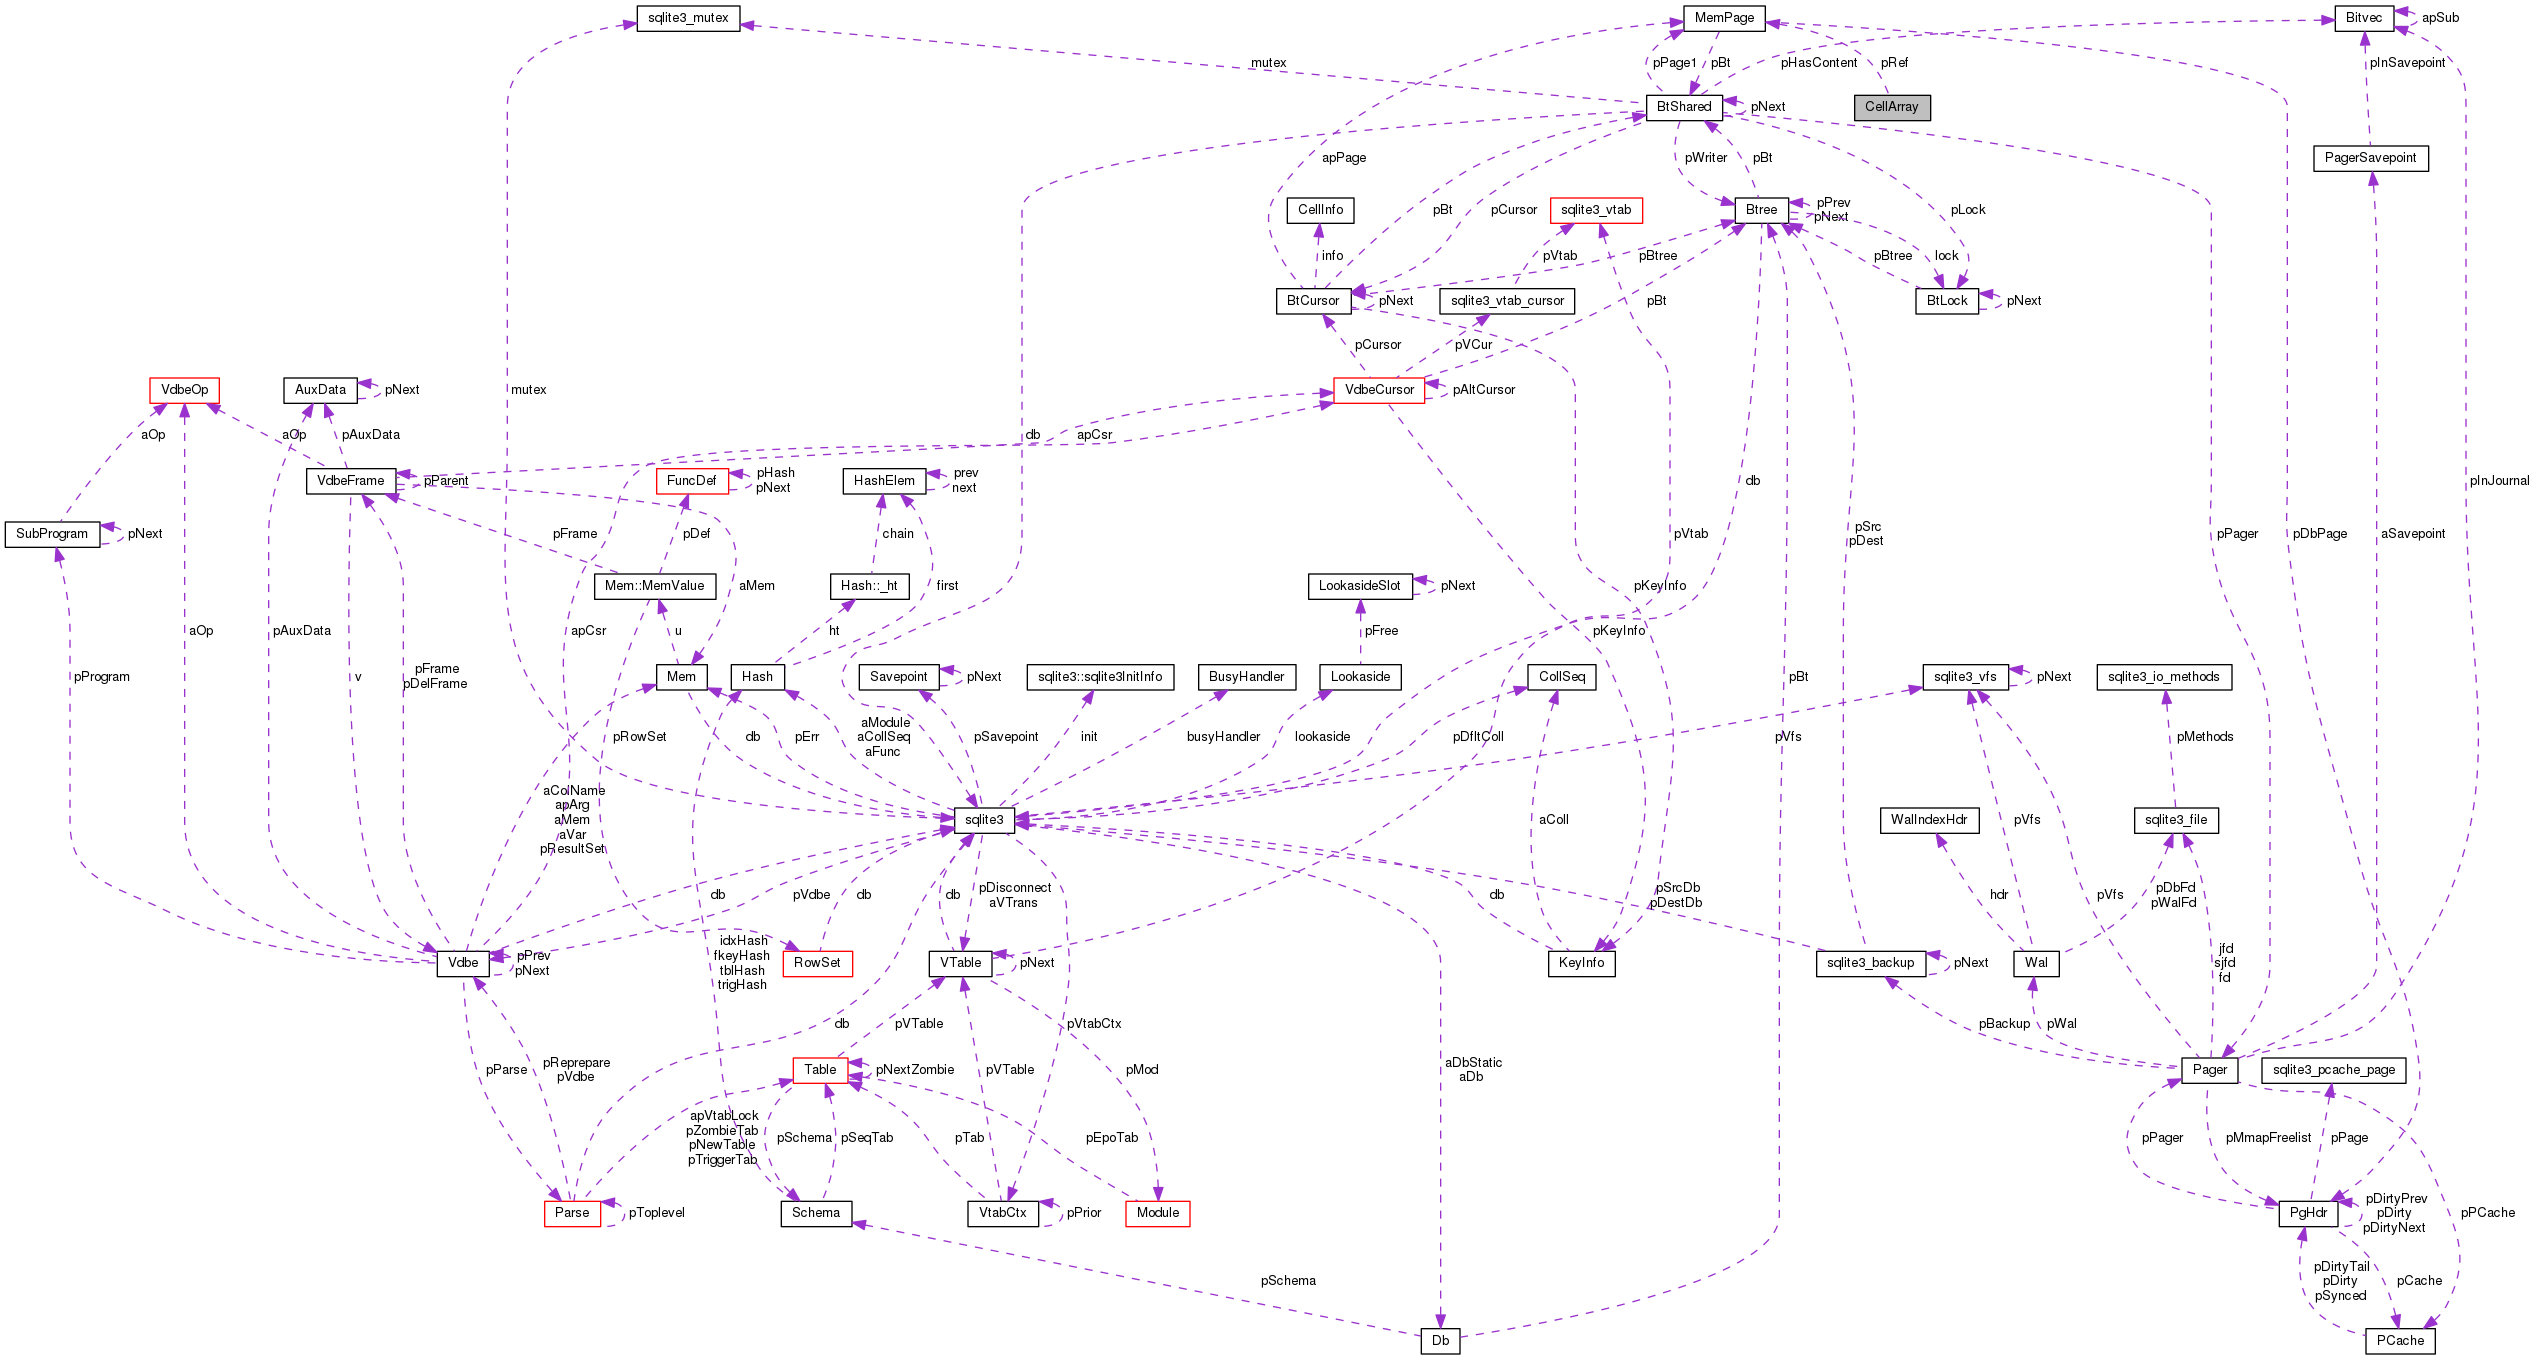 sqlite3_mutex
MemPage
Bitvec
apSub
mutex
pPage1
pBt
pHasContent
pRef
pInSavepoint
BtShared
pNext
CellArray
apPage
pWriter
pBt
PagerSavepoint
CellInfo
pBt
pCursor
sqlite3_vtab
Btree
pPrev
pNext
pLock
info
pVtab
pBtree
pBtree
lock
BtCursor
pNext
sqlite3_vtab_cursor
pBt
BtLock
pNext
pCursor
pVCur
VdbeOp
AuxData
pNext
mutex
VdbeCursor
pAltCursor
aOp
aOp
pAuxData
db
apCsr
VdbeFrame
pParent
FuncDef
pHash
pNext
HashElem
prev
next
db
pInJournal
SubProgram
pNext
pFrame
pDef
chain
pSrc
pDest
pVtab
pPager
pDbPage
aSavepoint
Mem::MemValue
aMem
Hash::_ht
first
LookasideSlot
pNext
pKeyInfo
aOp
pAuxData
apCsr
u
ht
pFree
pKeyInfo
pProgram
v
pFrame
pDelFrame
Mem
Hash
Savepoint
pNext
sqlite3::sqlite3InitInfo
BusyHandler
Lookaside
CollSeq
pBt
sqlite3_vfs
pNext
sqlite3_io_methods
pRowSet
db
pErr
aModule
aCollSeq
aFunc
pSavepoint
init
busyHandler
lookaside
pDfltColl
pVfs
pMethods
aColName
apArg
aMem
aVar
pResultSet
sqlite3
aColl
pVfs
WalIndexHdr
sqlite3_file
db
pVdbe
db
db
pDisconnect
aVTrans
db
pSrcDb
pDestDb
hdr
pVfs
pDbFd
pWalFd
Vdbe
pPrev
pNext
idxHash
fkeyHash
tblHash
trigHash
RowSet
VTable
pNext
KeyInfo
sqlite3_backup
pNext
Wal
jfd
sjfd
fd
db
pVTable
pVtabCtx
pBackup
pWal
pParse
pReprepare
pVdbe
Table
pNextZombie
pVTable
pMod
aDbStatic
aDb
Pager
sqlite3_pcache_page
apVtabLock
pZombieTab
pNewTable
pTriggerTab
pSchema
pSeqTab
pTab
pEpoTab
pPager
pMmapFreelist
pPage
Parse
pToplevel
Schema
VtabCtx
pPrior
Module
PgHdr
pDirtyPrev
pDirty
pDirtyNext
pPCache
pSchema
pDirtyTail
pDirty
pSynced
pCache
Db
PCache